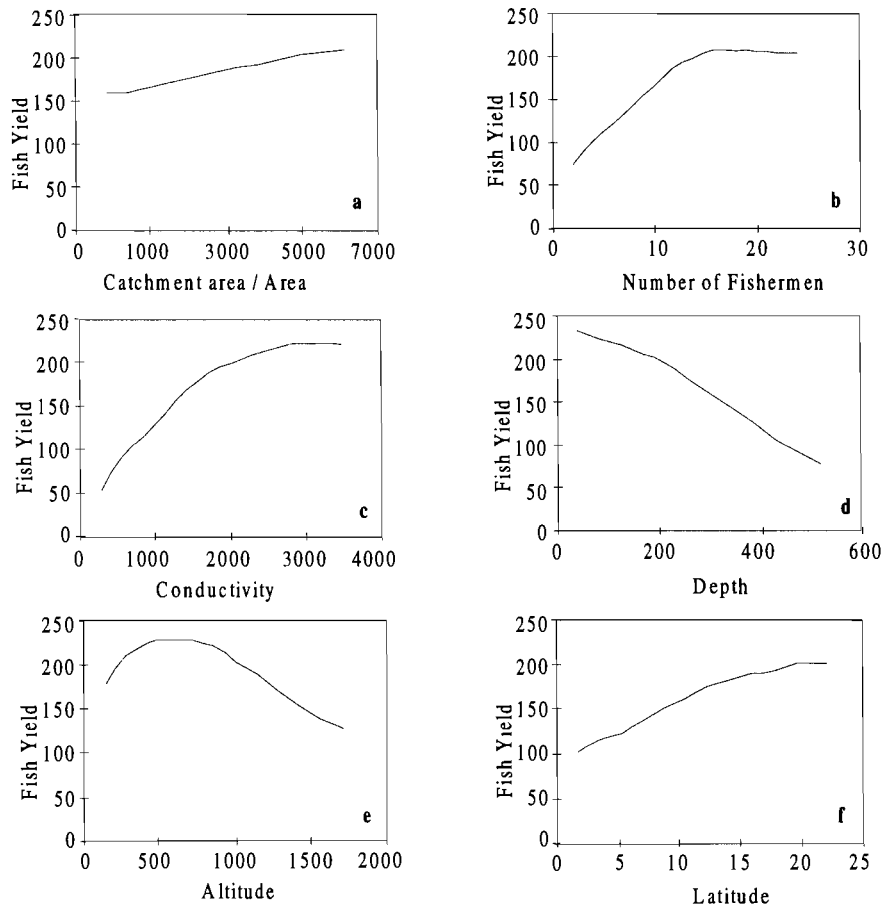 250
200
150
100
50
0
Fish Yield
a
0 1000 3000 5000 7000
Catchment area / Area
250
200
150
100
50
0
Fish Yield
b
0 10 20 30
Number of Fishermen
250
200
150
100
50
0
Fish Yield
c
0 1000 2000 3000 4000
Conductivity
250
200
150
100
50
0
Fish Yield
d
0 200 400 600
Depth
250
200
150
100
50
0
Fish Yield
e
0 500 1000 1500 2000
Altitude
250
200
150
100
50
0
Fish Yield
f
0 5 10 15 20 25
Latitude